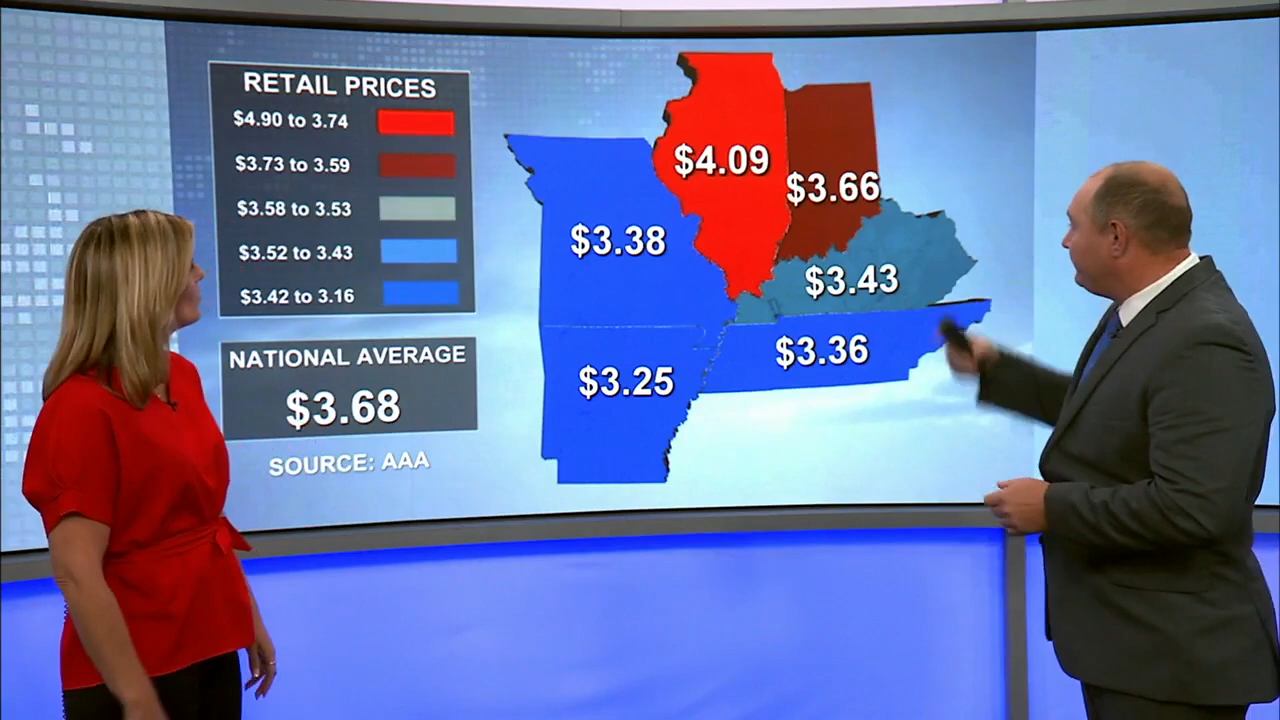 RETAIL PRICES
$4.90 to 3.74
$3.73 to 3.59
$3.58 to 3.53
$3.52 to 3.43
$3.42 to 3.16
NATIONAL AVERAGE
$3.68
SOURCE: AAA
$4.09
$3.66
$3.38
$3.43
$3.36
$3.25